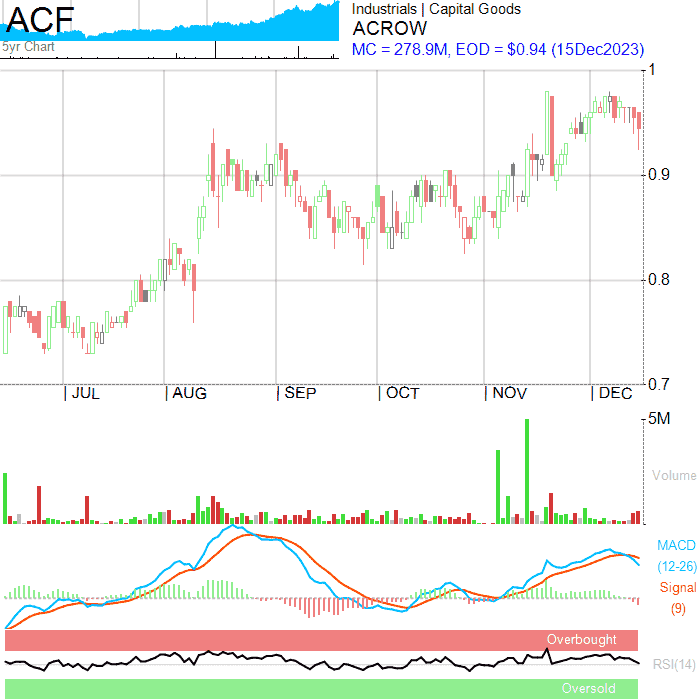 ACF
5yr Chart
Industrials | Capital Goods
ACROW
MC = 278.9M, EOD = $0.94 (15Dec2023)
1
0.9
0.8
0.7
| JUL | AUG | SEP | OCT | NOV | DEC
5M
Volume
MACD
(12-26)
Signal
(9)
Overbought
RSI(14)
Oversold